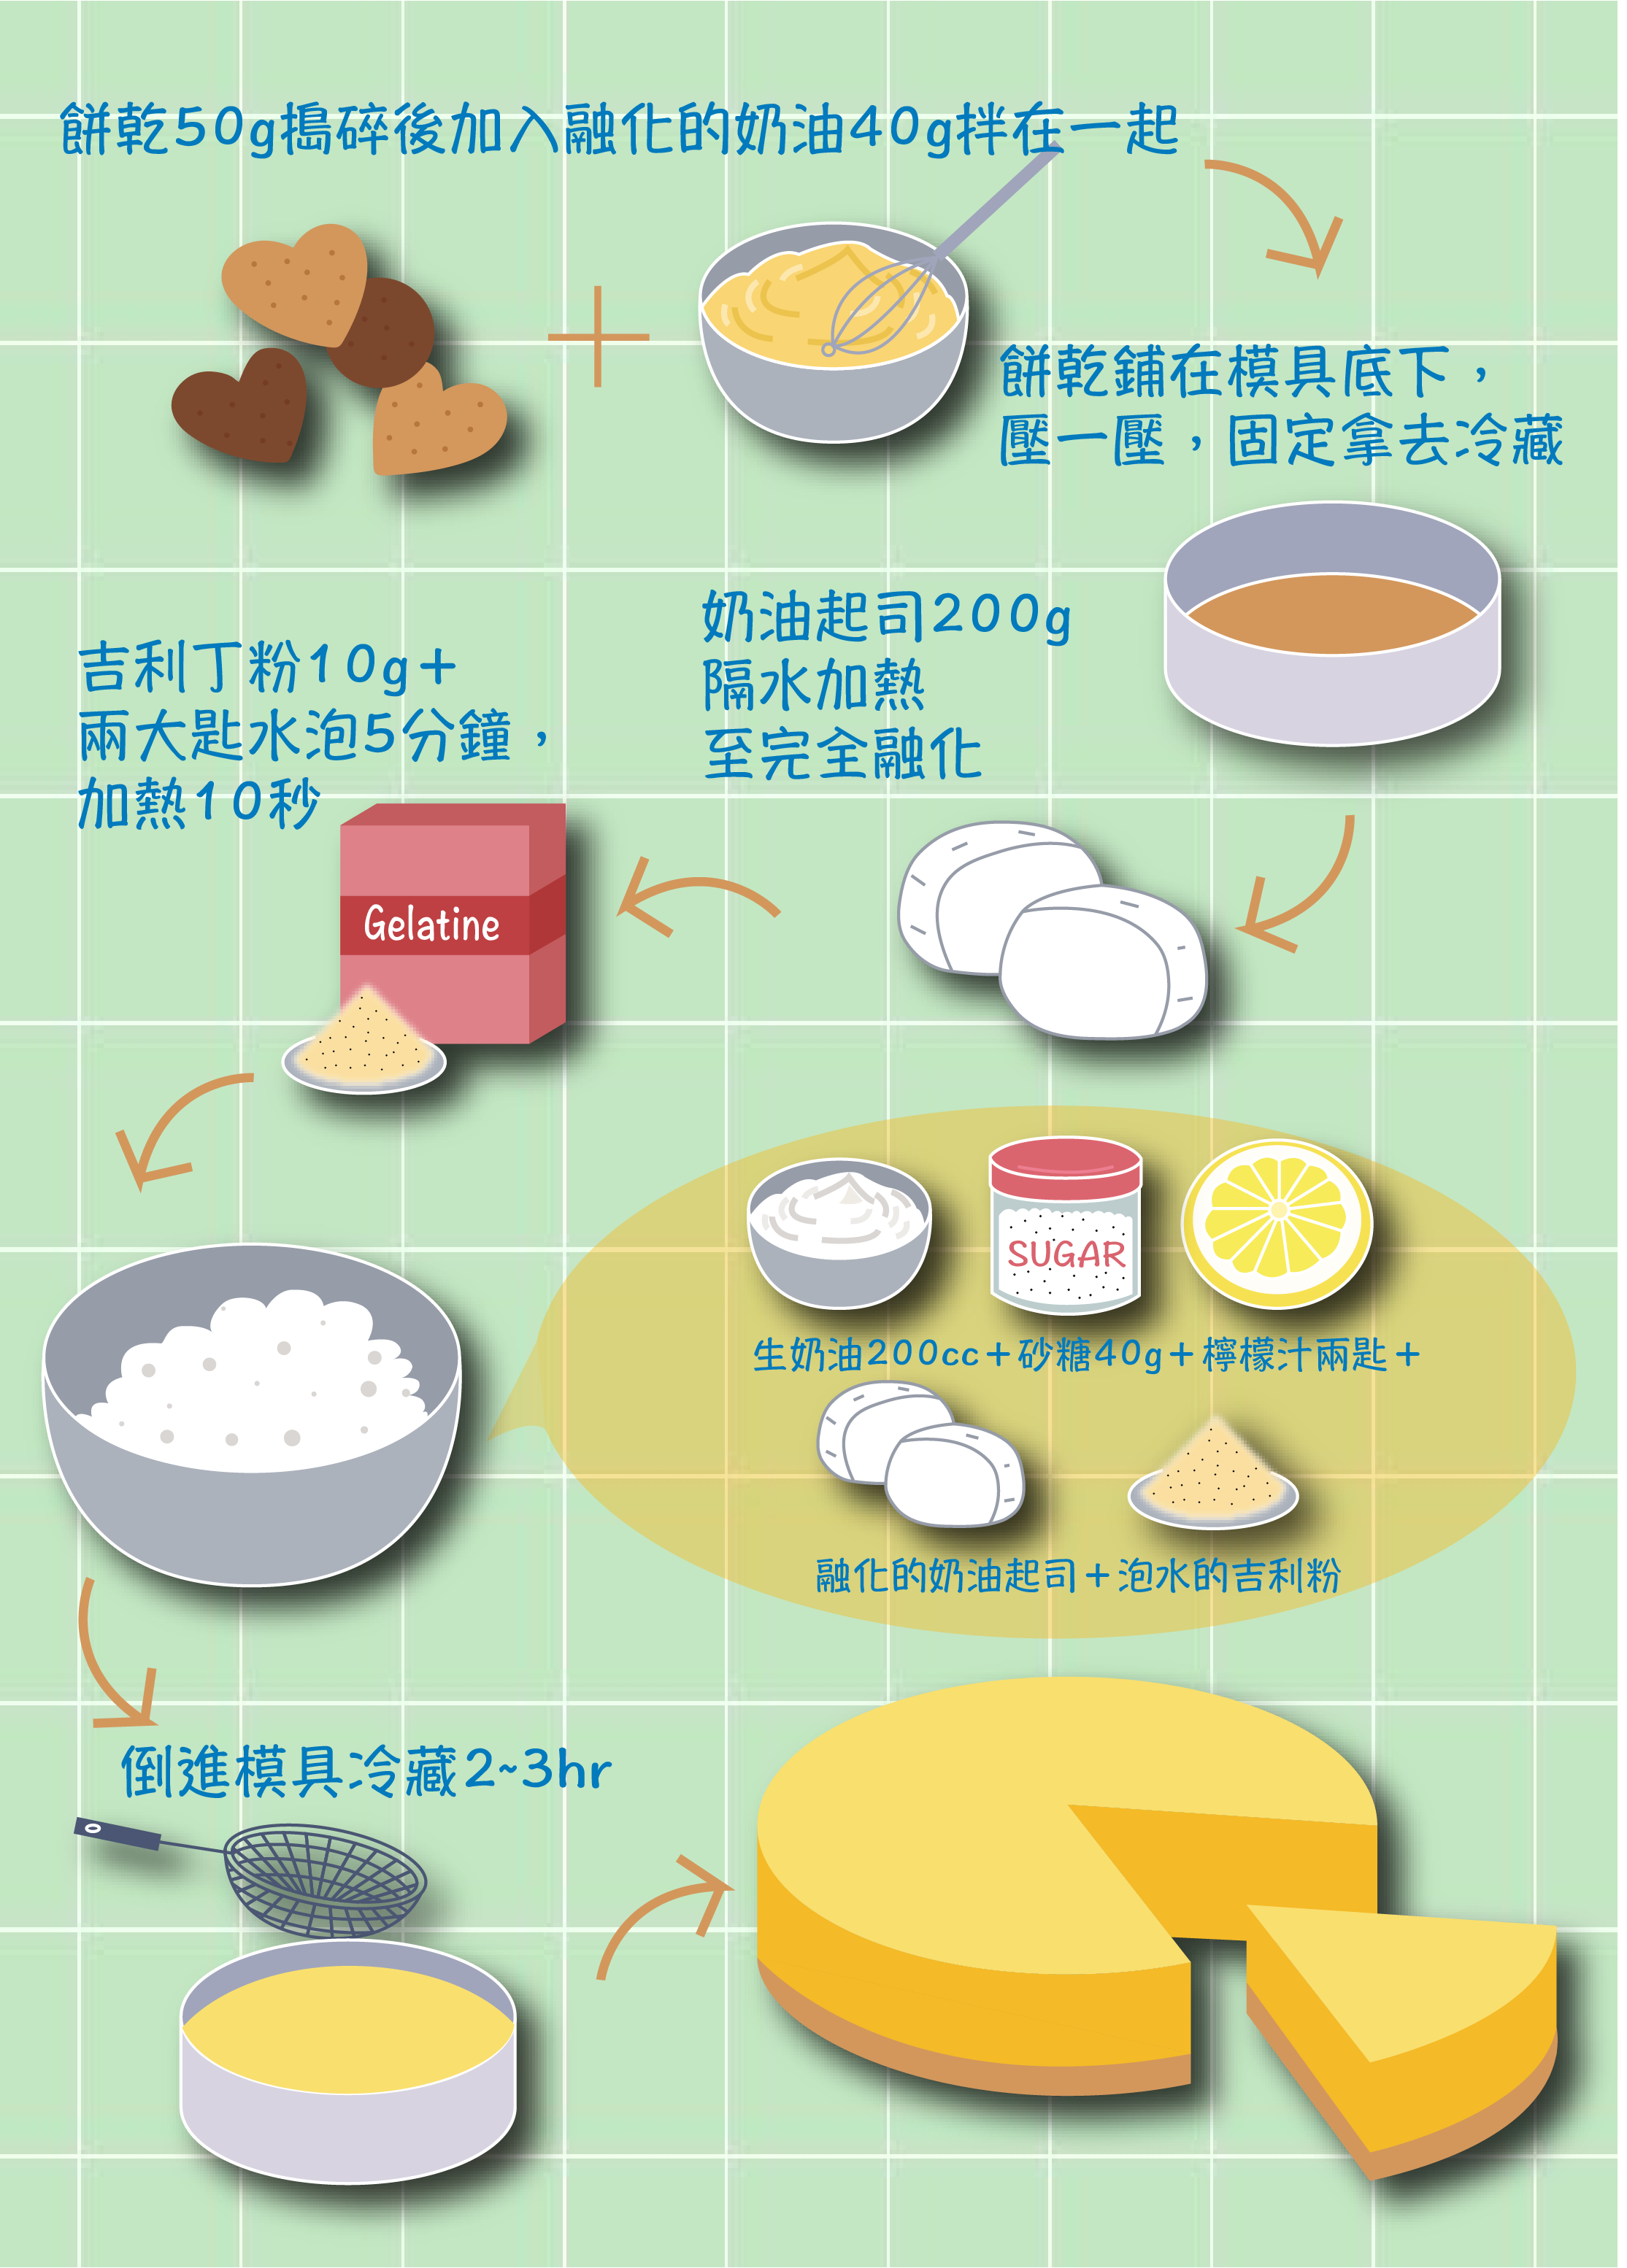 餅乾50g搗碎後加入融化的奶油40g拌在一起
餅乾鋪在模具底下，
壓一壓，固定拿去冷藏
奶油起司200g
隔水加熱
至完全融化
吉利丁粉10g+
兩大匙水泡5分鐘，
加熱10秒
Gelatine
SUGAR
生奶油200cc+砂糖40g+檸檬汁兩匙+
融化的奶油起司+泡水的吉利粉
倒進模具冷藏2~3hr